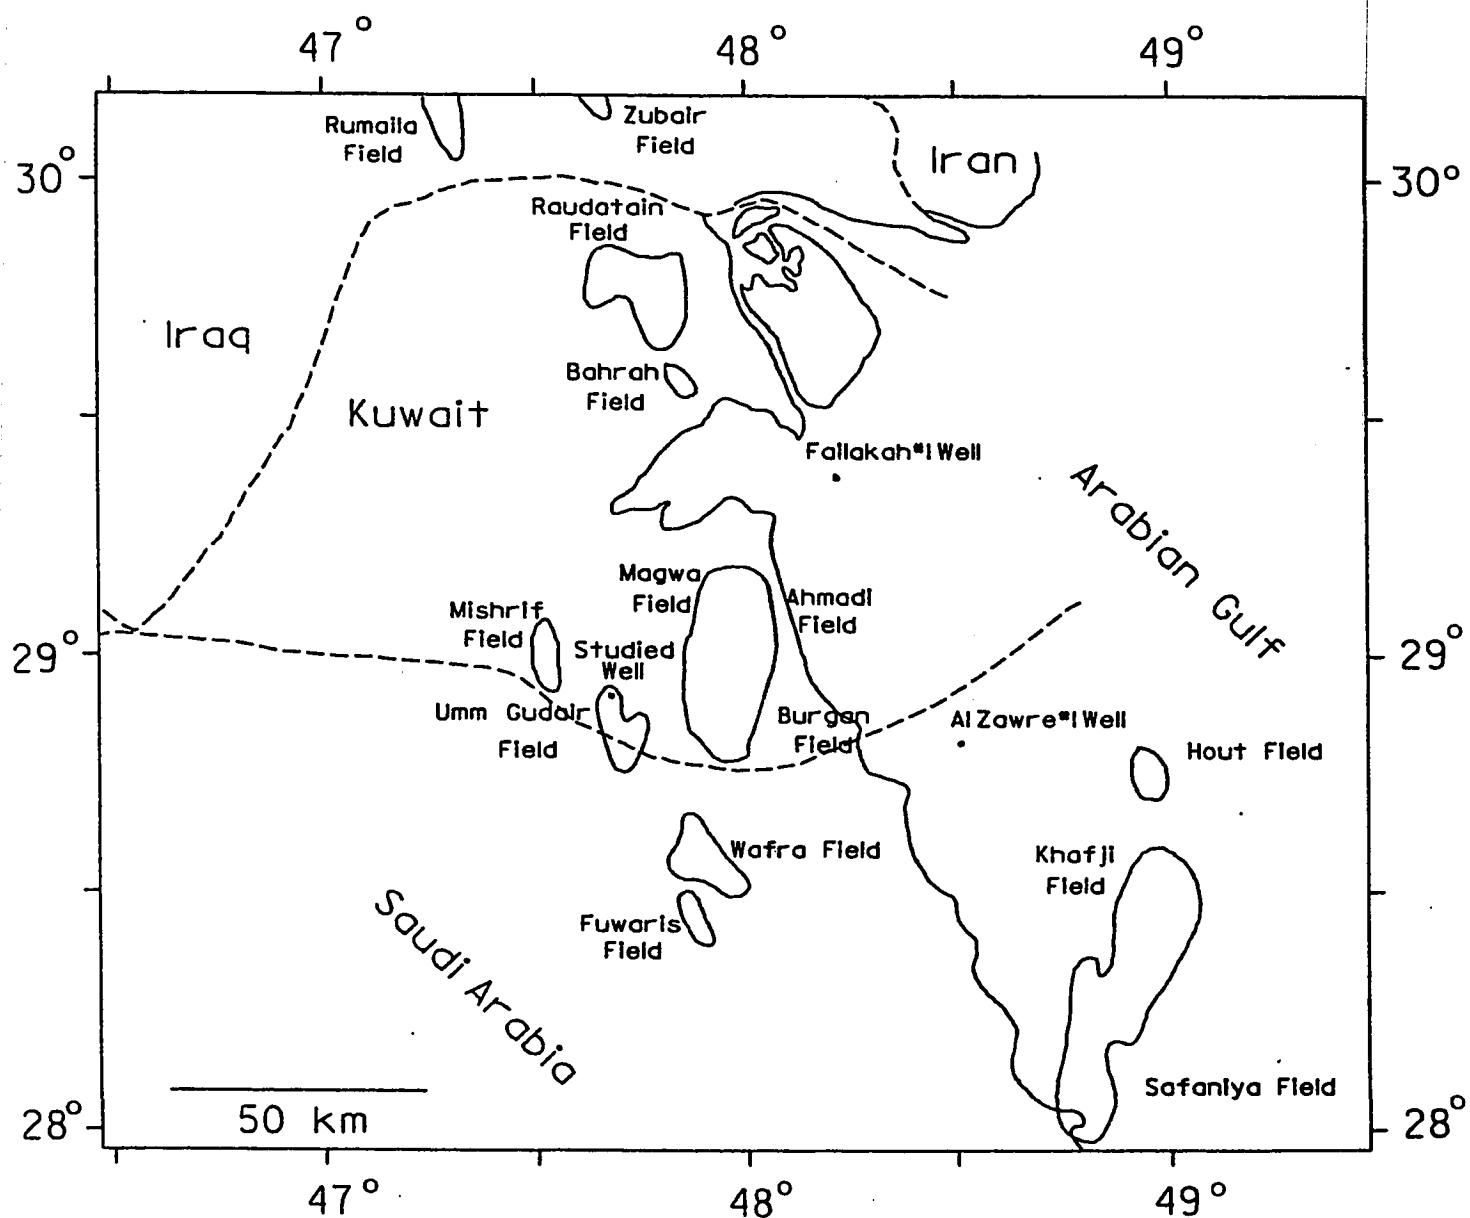 47°
48°
49°
Rumaila
Field
Zubair
Field
Iran
30°
30°
Raudatain
Field
Iraq
Bahrah
Field
Kuwait
Failakah#1 Well
Arabian Gulf
Magwa
Field
Ahmadi
Field
Mishrif
Field
Studied
Well
29°
29°
Umm Gudair
Field
Burgan
Field
Al Zawre#1 Well
Hout Field
Wafra Field
Khafji
Field
Fuwaris
Field
Saudi Arabia
Safaniya Field
50 km
28°
28°
47°
48°
49°